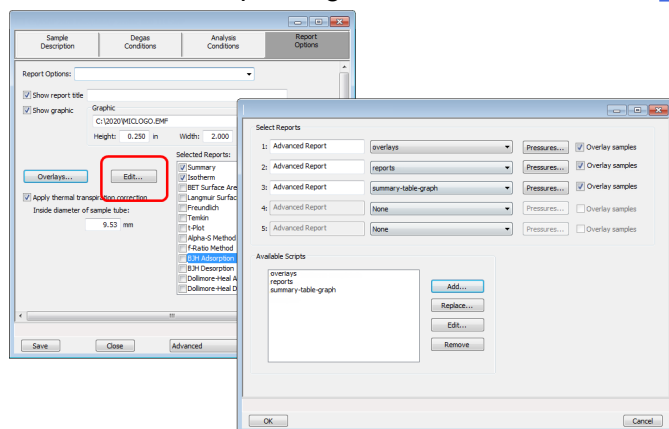 Sample Description
Degas Conditions
Analysis Conditions
Report Options
Report Options:
Show report title
Show graphic
Graphic
C:\2020\MICLOGO.EMF
Height: 0.250 in Width: 2.000
Selected Reports:
Overlays...
Edit...
Summary
Isotherm
BET Surface Are
Langmuir Surfac
Freundlich
Temkin
t-Plot
Alpha-S Method
f-Ratio Method
BJH Adsorption
BJH Desorption
Dollimore-Heal A
Dollimore-Heal D
Apply thermal transpiration correction
Inside diameter of sample tube:
9.53 mm
Save
Close
Advanced
Select Reports
1: Advanced Report overlays Pressures... Overlay samples
2: Advanced Report reports Pressures... Overlay samples
3: Advanced Report summary-table-graph Pressures... Overlay samples
4: Advanced Report None Pressures... Overlay samples
5: Advanced Report None Pressures... Overlay samples
Available Scripts
overlays
reports
summary-table-graph
Add...
Replace...
Edit...
Remove
OK
Cancel